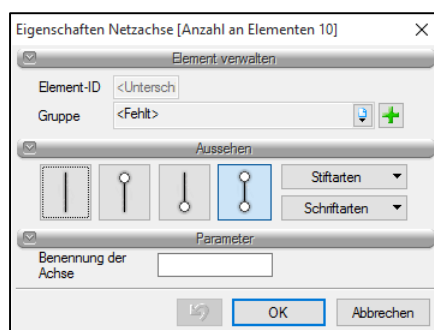 Eigenschaften Netzachse [Anzahl an Elementen 10]
Element verwalten
Element-ID <Untersch
Gruppe <Fehlt>
Aussehen
Stiftarten
Schriftarten
Parameter
Benennung der
Achse
OK Abbrechen